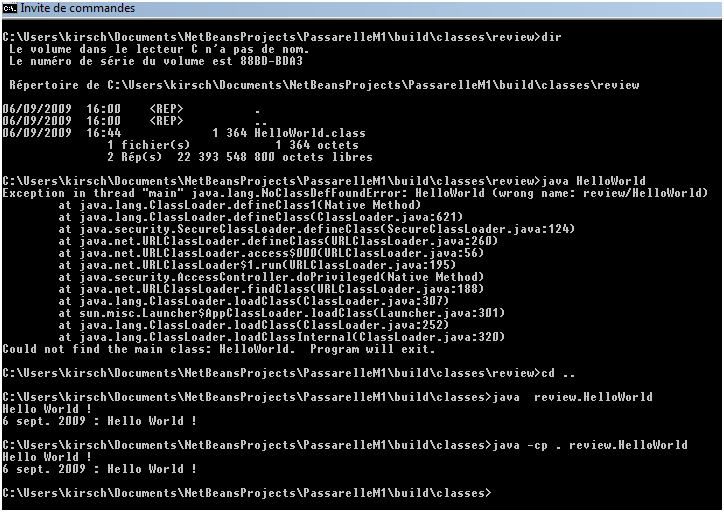 Invite de commandes
C:\Users\kirsch\Documents\NetBeansProjects\PassarelleM1\build\classes\review>dir
Le volume dans le lecteur C n'a pas de nom.
Le numéro de série du volume est 88BD-BDA3
Répertoire de C:\Users\kirsch\Documents\NetBeansProjects\PassarelleM1\build\classes\review
06/09/2009  16:00    <REP>          .
06/09/2009  16:00    <REP>          ..
06/09/2009  16:44             1 364 HelloWorld.class
1 fichier(s)            1 364 octets
2 Rép(s)  22 393 548 800 octets libres
C:\Users\kirsch\Documents\NetBeansProjects\PassarelleM1\build\classes\review>java HelloWorld
Exception in thread "main" java.lang.NoClassDefFoundError: HelloWorld (wrong name: review/HelloWorld)
at java.lang.ClassLoader.defineClass1(Native Method)
at java.lang.ClassLoader.defineClass(ClassLoader.java:621)
at java.security.SecureClassLoader.defineClass(SecureClassLoader.java:124)
at java.net.URLClassLoader.defineClass(URLClassLoader.java:260)
at java.net.URLClassLoader.access$000(URLClassLoader.java:56)
at java.net.URLClassLoader$1.run(URLClassLoader.java:195)
at java.security.AccessController.doPrivileged(Native Method)
at java.net.URLClassLoader.findClass(URLClassLoader.java:188)
at java.lang.ClassLoader.loadClass(ClassLoader.java:307)
at sun.misc.Launcher$AppClassLoader.loadClass(Launcher.java:301)
at java.lang.ClassLoader.loadClass(ClassLoader.java:252)
at java.lang.ClassLoader.loadClassInternal(ClassLoader.java:320)
Could not find the main class: HelloWorld.  Program will exit.
C:\Users\kirsch\Documents\NetBeansProjects\PassarelleM1\build\classes\review>cd ..
C:\Users\kirsch\Documents\NetBeansProjects\PassarelleM1\build\classes>java  review.HelloWorld
Hello World !
6 sept. 2009 : Hello World !
C:\Users\kirsch\Documents\NetBeansProjects\PassarelleM1\build\classes>java -cp . review.HelloWorld
Hello World !
6 sept. 2009 : Hello World !
C:\Users\kirsch\Documents\NetBeansProjects\PassarelleM1\build\classes>